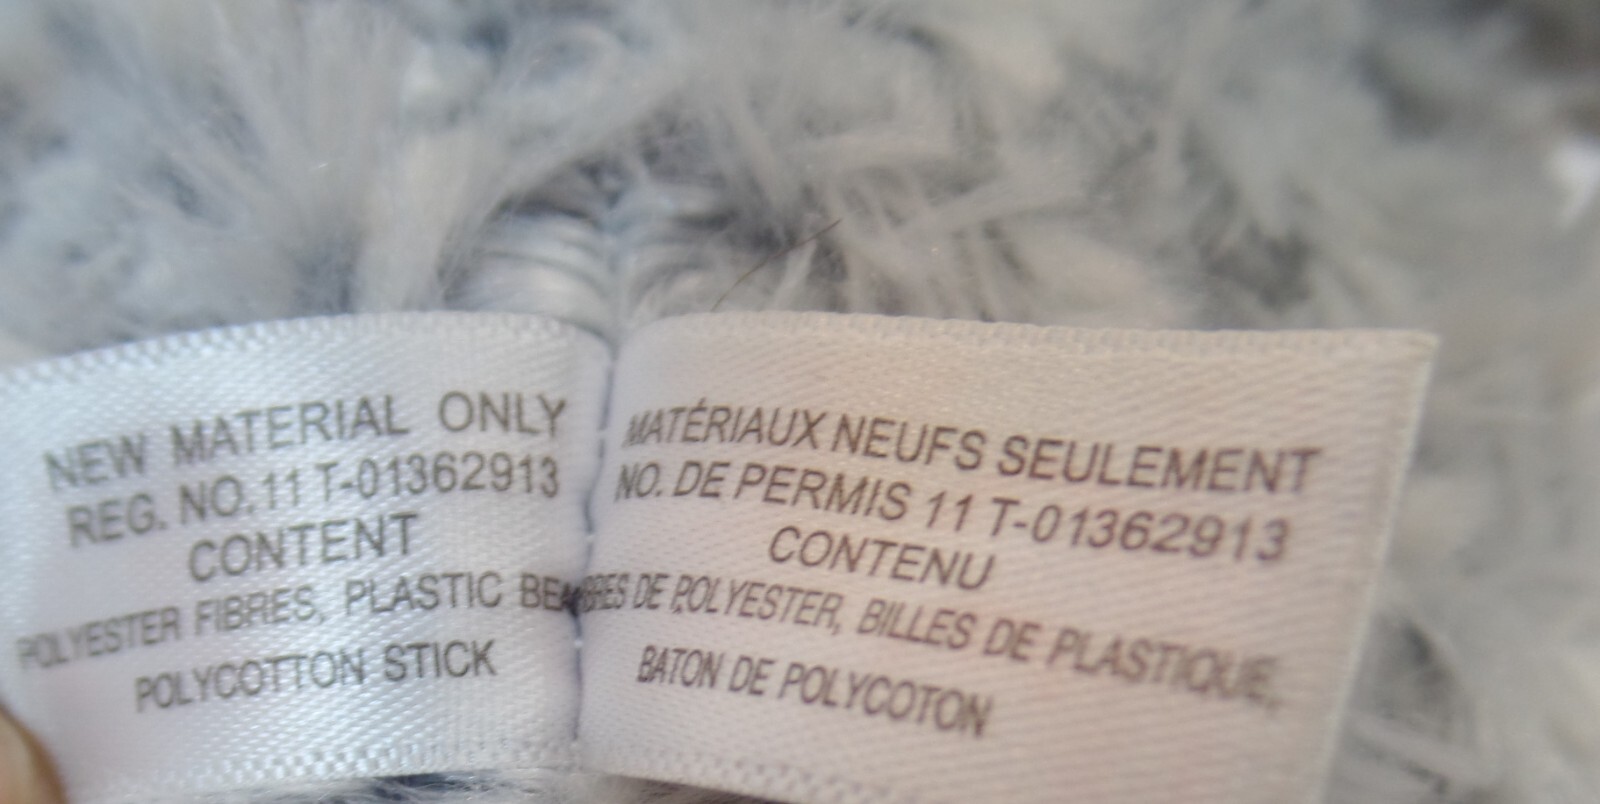 NEW MATERIAL ONLY
REG. NO. 11 T-01362913
CONTENT
POLYESTER FIBRES, PLASTIC
POLYCOTTON STICK
MATÉRIAUX NEUFS SEULEMENT
NO. DE PERMIS 11 T-01362913
CONTENU
DE POLYESTER, BILLES DE PLASTIQUE,
BATON DE POLYCOTON